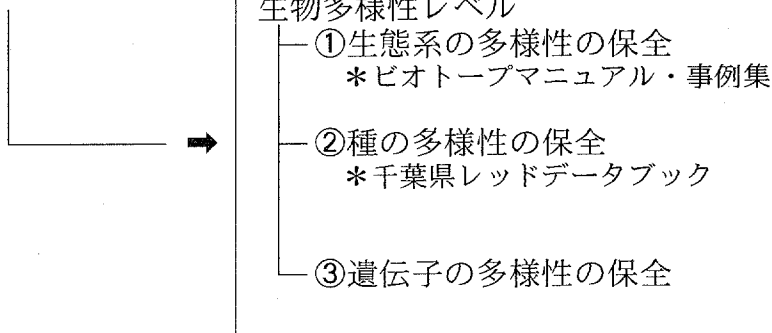 生物多様性レベル
①生態系の多様性の保全
＊ビオトープマニュアル・事例集
➡
②種の多様性の保全
＊千葉県レッドデータブック
③遺伝子の多様性の保全